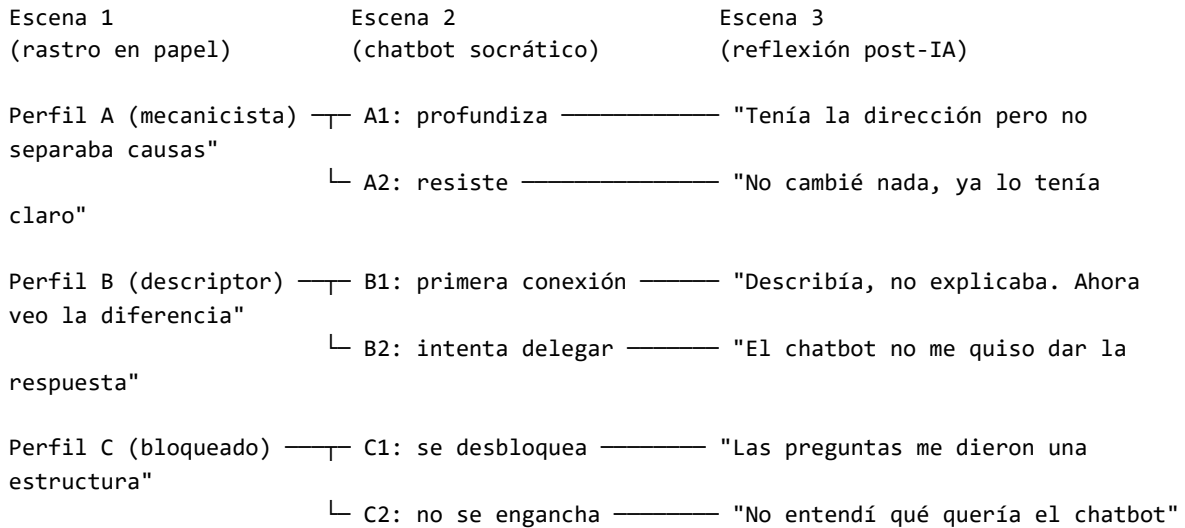 Escena 1 Escena 2 Escena 3
(rastro en papel) (chatbot socrático) (reflexión post-IA)
Perfil A (mecanicista) ─┬─ A1: profundiza ──────────── "Tenía la dirección pero no
separaba causas"
└─ A2: resiste ─────────────── "No cambié nada, ya lo tenía
claro"
Perfil B (descriptor) ──┬─ B1: primera conexión ────── "Describía, no explicaba. Ahora
veo la diferencia"
└─ B2: intenta delegar ─────── "El chatbot no me quiso dar la
respuesta"
Perfil C (bloqueado) ───┬─ C1: se desbloquea ──────── "Las preguntas me dieron una
estructura"
└─ C2: no se engancha ──────── "No entendí qué quería el chatbot"